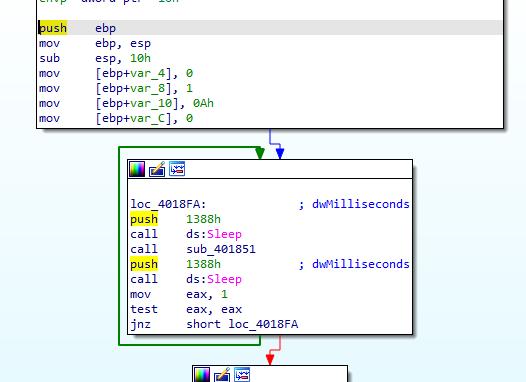 push ebp
mov ebp, esp
sub esp, 10h
mov [ebp+var_4], 0
mov [ebp+var_8], 1
mov [ebp+var_10], 0Ah
mov [ebp+var_C], 0
loc_4018FA: ; dwMilliseconds
push 1388h
call ds:Sleep
call sub_401851
push 1388h ; dwMilliseconds
call ds:Sleep
mov eax, 1
test eax, eax
jnz short loc_4018FA